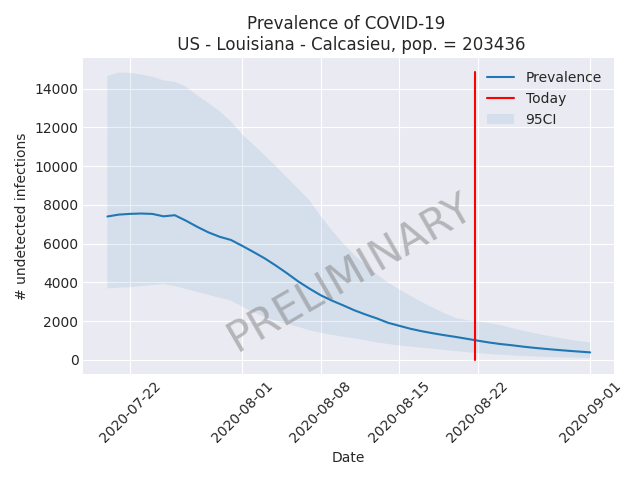 Prevalence of COVID-19
US - Louisiana - Calcasieu, pop. = 203436
Prevalence
Today
95CI
14000
12000
10000
8000
6000
4000
2000
0
# undetected infections
PRELIMINARY
2020-07-22
2020-08-01
2020-08-08
2020-08-15
2020-08-22
2020-09-01
Date